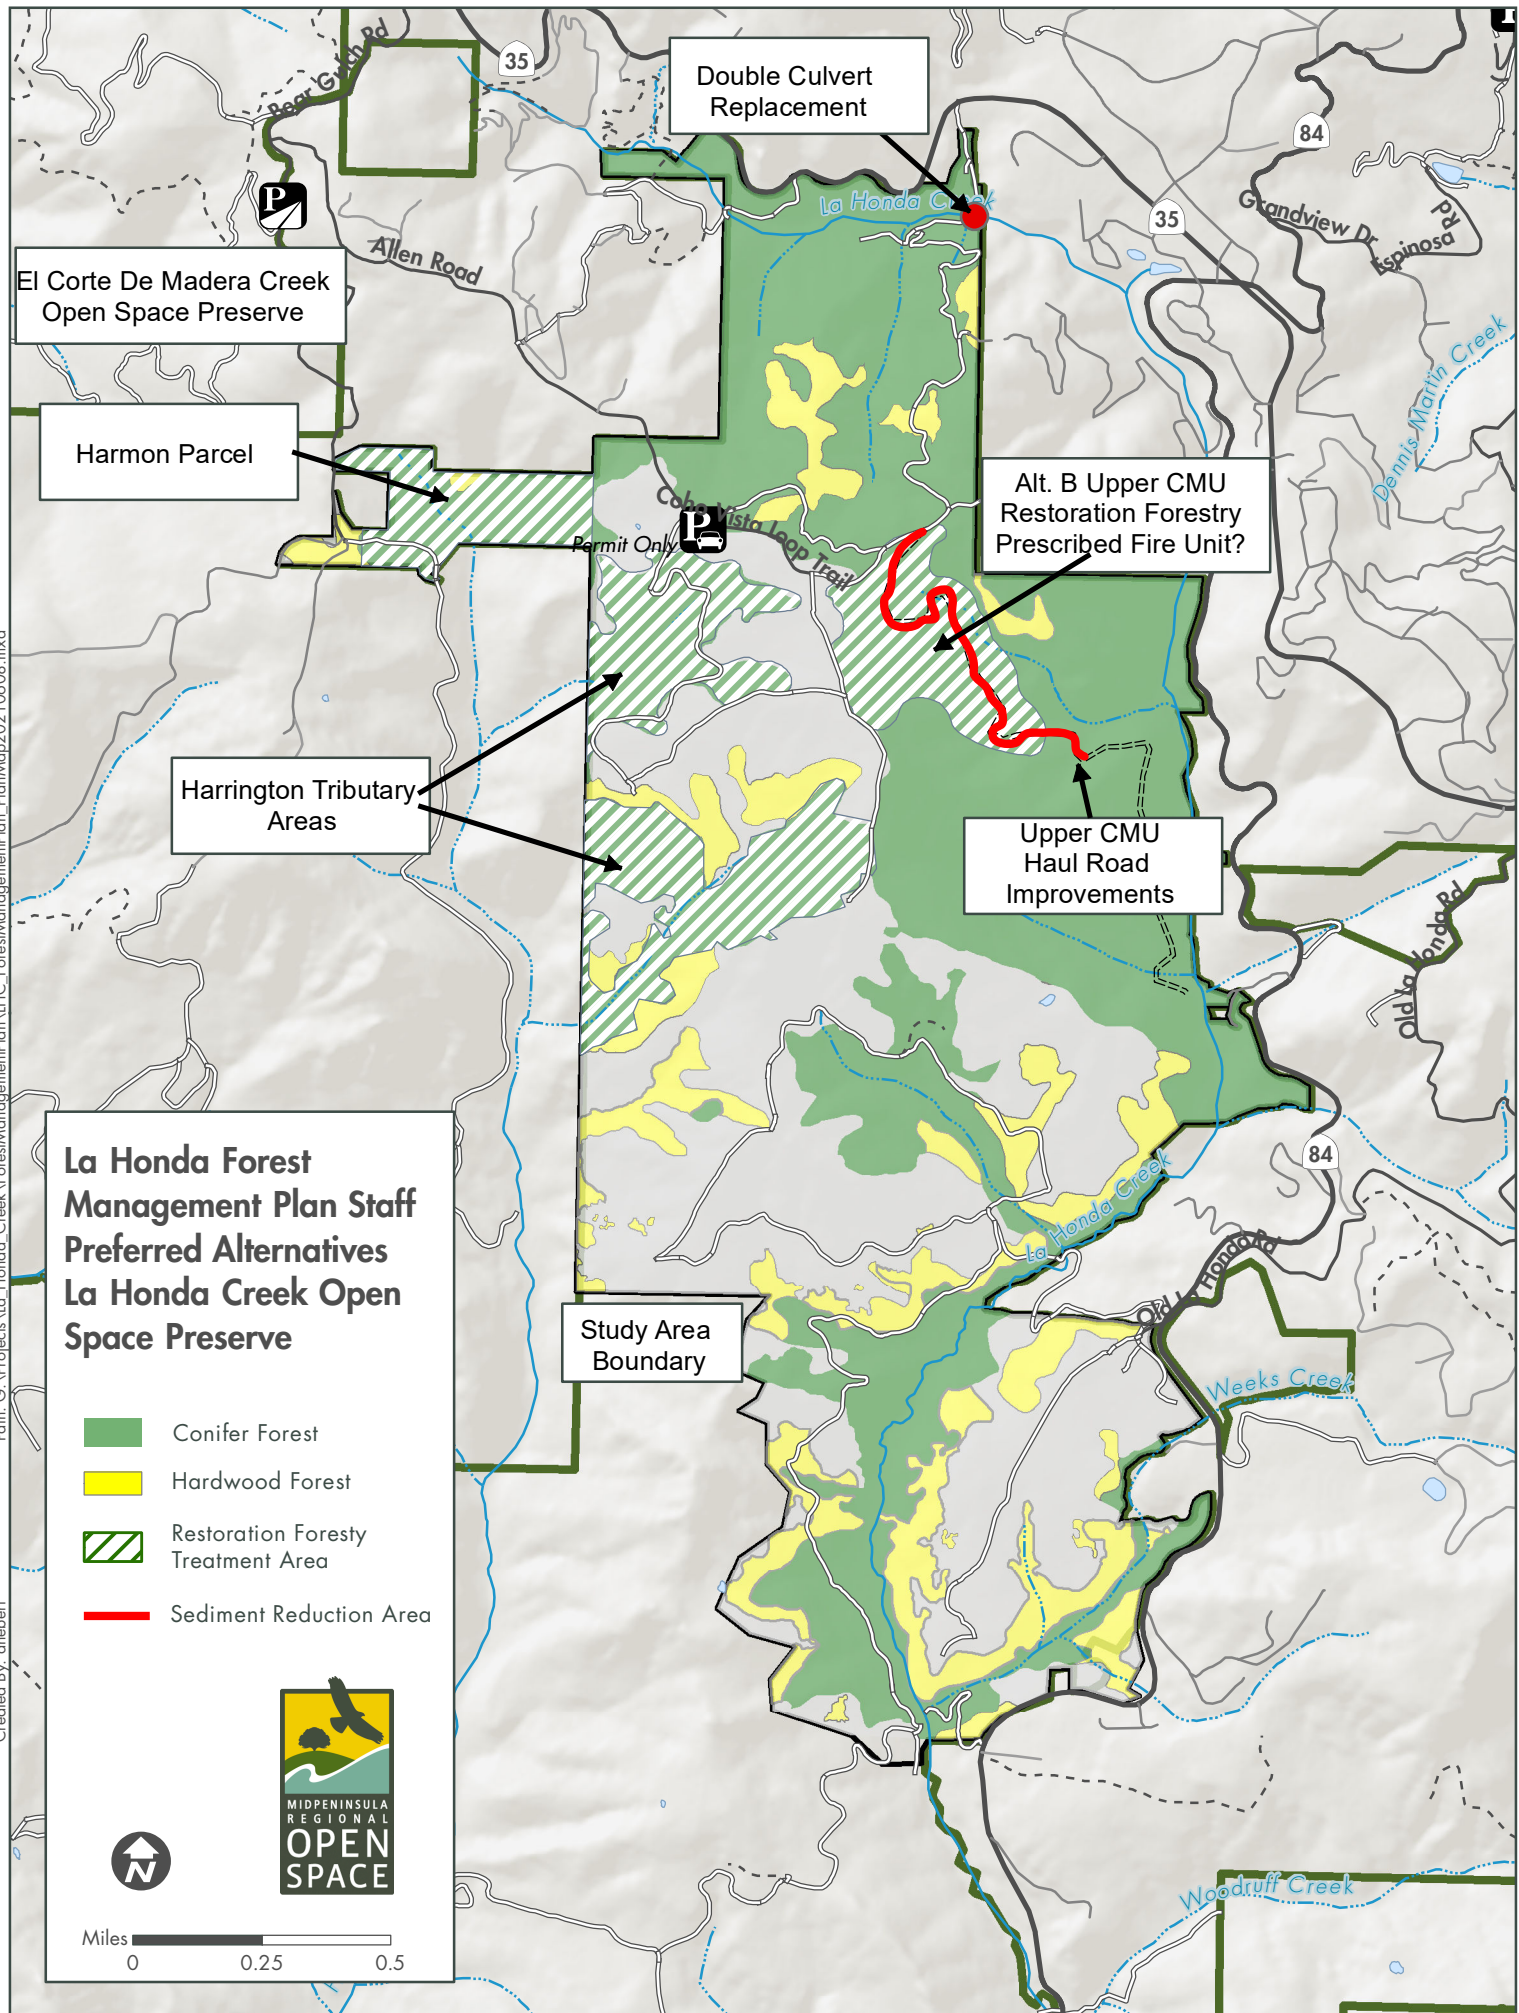 35
Bear Gulch Rd
Double Culvert
Replacement
84
P
La Honda Creek
35
Grandview Dr
Espinosa Rd
Allen Road
El Corte De Madera Creek
Open Space Preserve
Dennis Martin Creek
Harmon Parcel
Alt. B Upper CMU
Restoration Forestry
Prescribed Fire Unit?
Coho Vista Loop Trail
P
Permit Only
Harrington Tributary
Areas
Upper CMU
Haul Road
Improvements
Old La Honda Rd
84
La Honda Creek
Old La Honda Rd
Study Area
Boundary
Weeks Creek
Woodruff Creek
La Honda Forest
Management Plan Staff
Preferred Alternatives
La Honda Creek Open
Space Preserve
Conifer Forest
Hardwood Forest
Restoration Foresty
Treatment Area
Sediment Reduction Area
MIDPENINSULA
REGIONAL
OPEN
SPACE
N
Miles
0 0.25 0.5